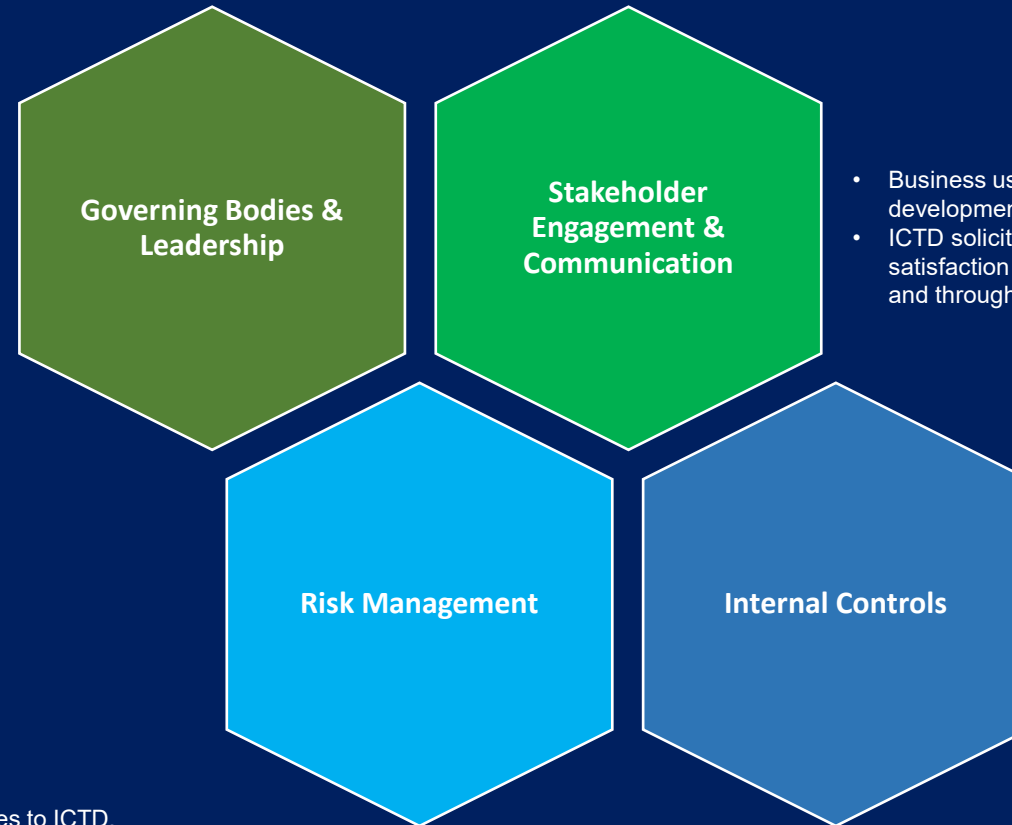 Governing Bodies &
Leadership
Stakeholder
Engagement &
Communication
• Business us
developmen
• ICTD solicit
satisfaction
and through
Risk Management
Internal Controls
es to ICTD.